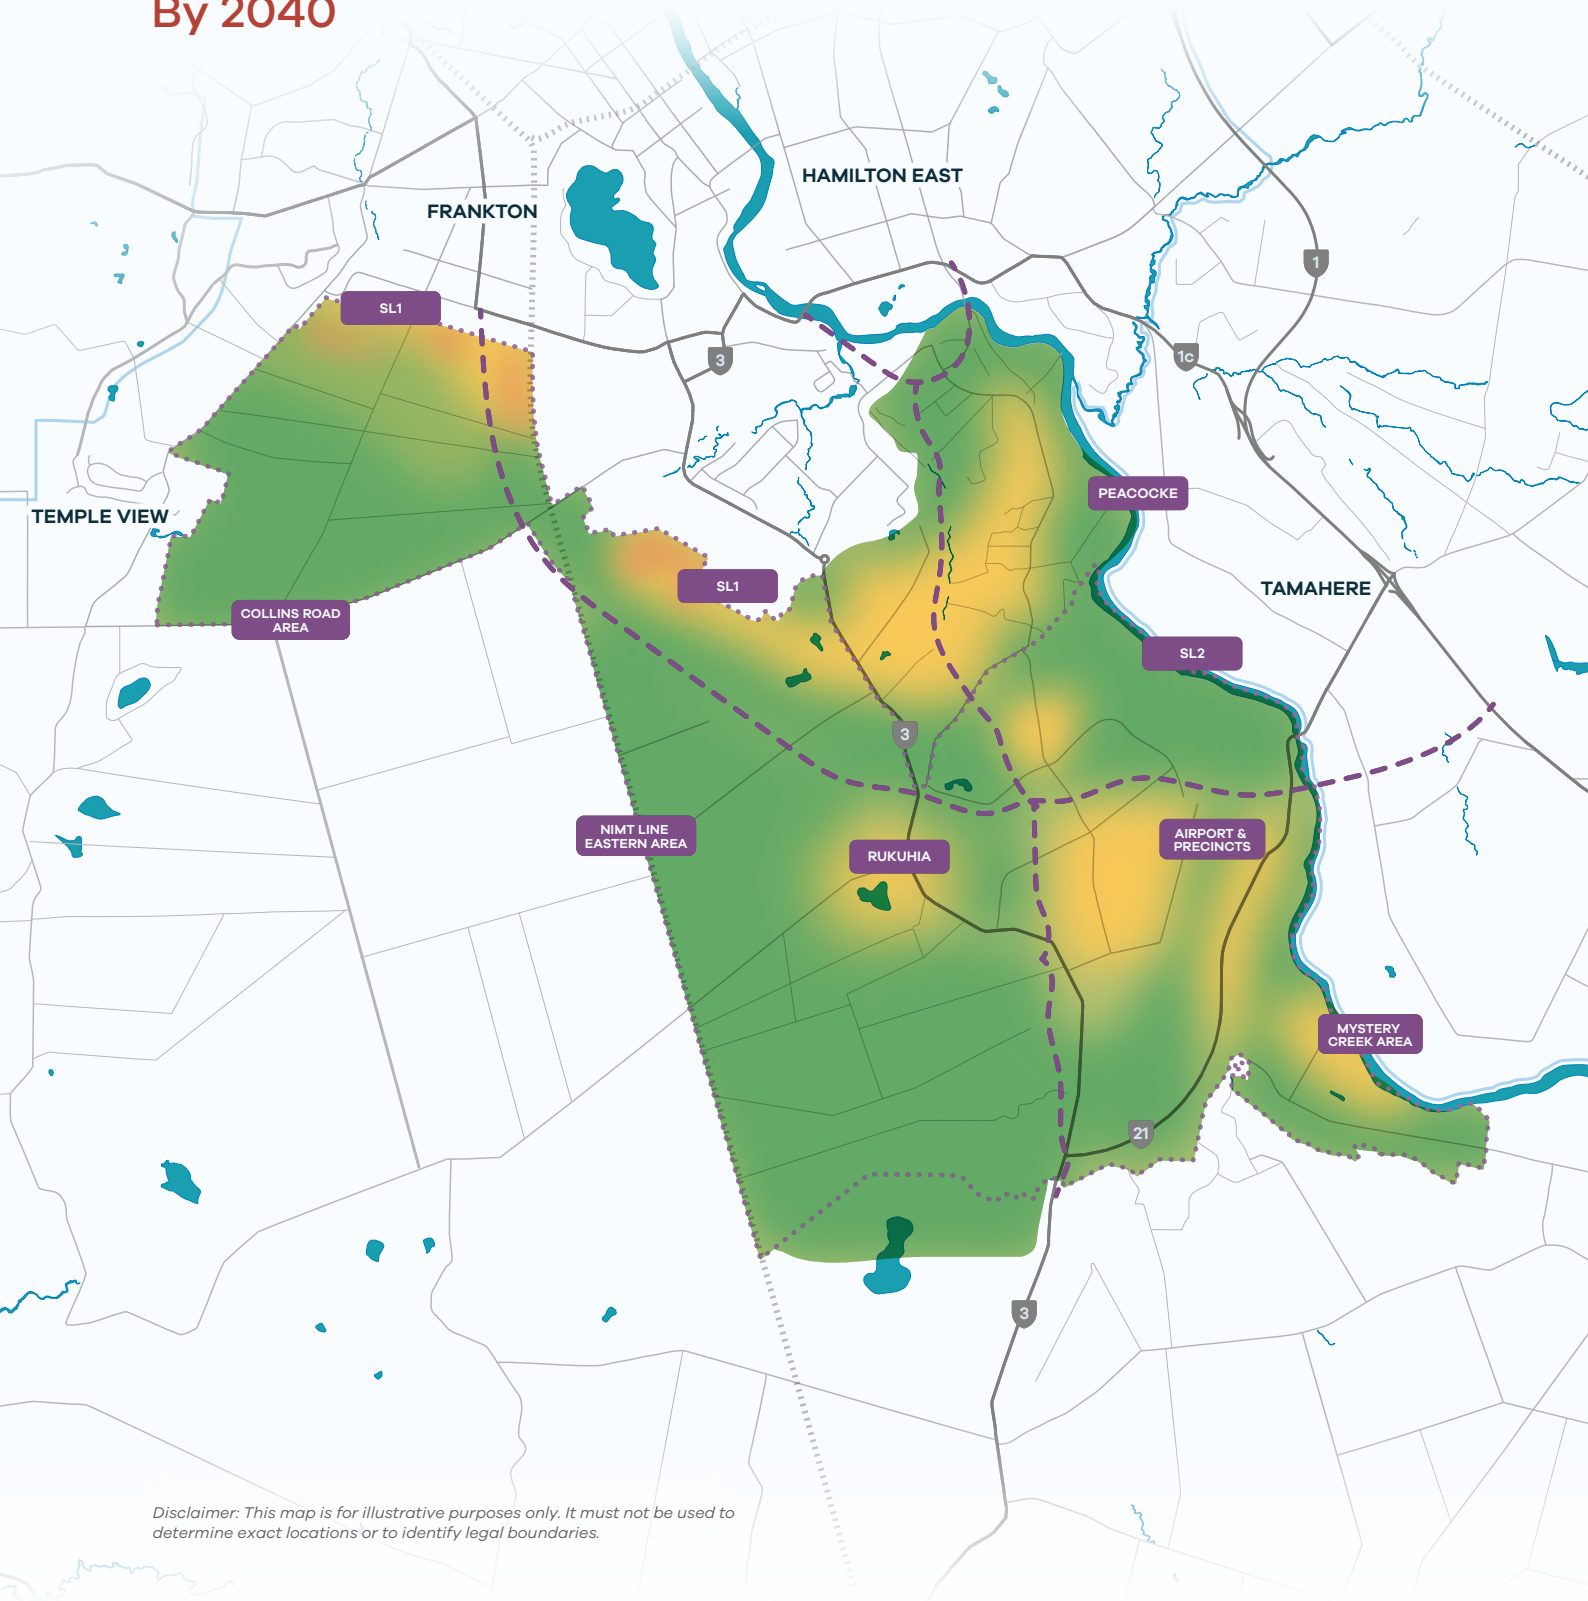 By 2040
HAMILTON EAST
FRANKTON
1
SL1
1c
3
PEACOCKE
TEMPLE VIEW
SL1
TAMAHERE
COLLINS ROAD
AREA
SL2
3
NIMT LINE
EASTERN AREA
AIRPORT &
PRECINCTS
RUKUHIA
MYSTERY
CREEK AREA
21
3
Disclaimer: This map is for illustrative purposes only. It must not be used to
determine exact locations or to identify legal boundaries.